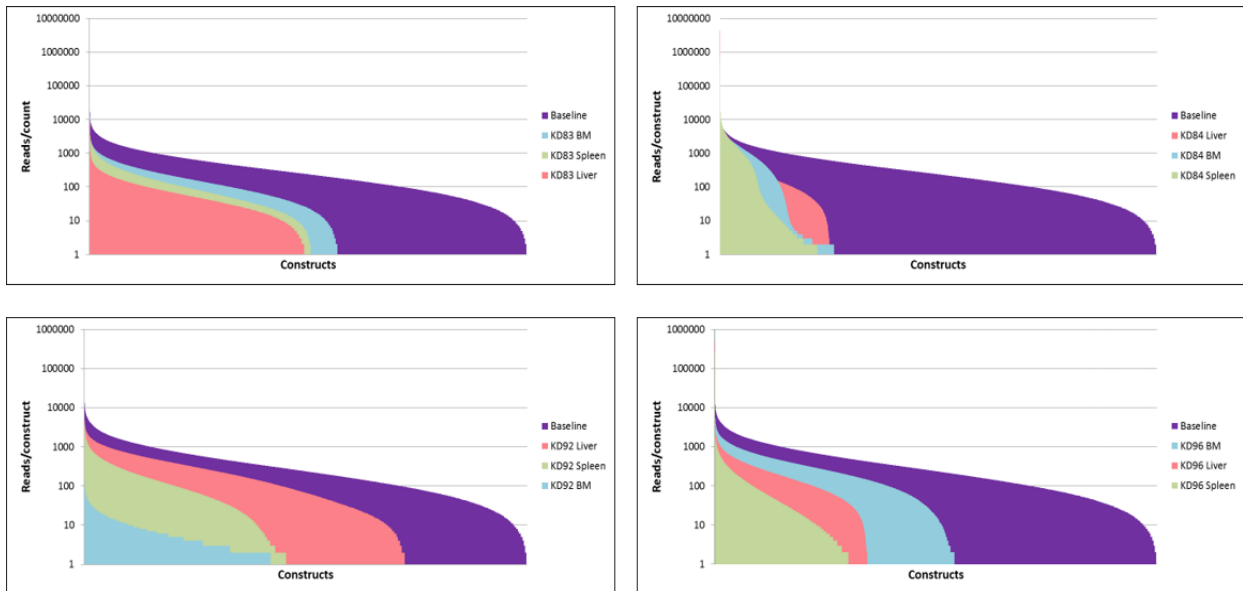 10000000
1000000
100000
10000
1000
100
10
1
Reads/count
Constructs
Baseline
KD83 BM
KD83 Spleen
KD83 Liver
10000000
1000000
100000
10000
1000
100
10
1
Reads/construct
Constructs
Baseline
KD84 Liver
KD84 BM
KD84 Spleen
1000000
100000
10000
1000
100
10
1
Reads/construct
Constructs
Baseline
KD92 Liver
KD92 Spleen
KD92 BM
1000000
100000
10000
1000
100
10
1
Reads/construct
Constructs
Baseline
KD96 BM
KD96 Liver
KD96 Spleen